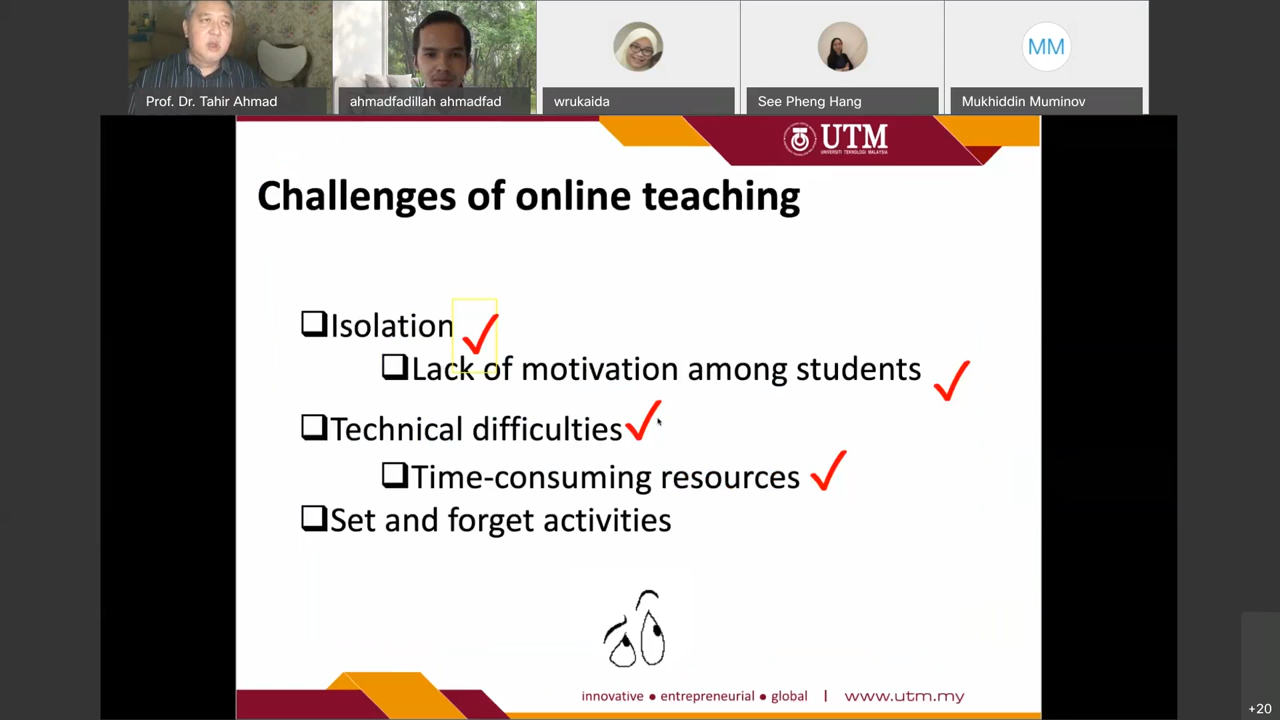 Prof. Dr. Tahir Ahmad
ahmadfadillah ahmadfad
wrukaida
See Pheng Hang
MM
Mukhiddin Muminov
UTM
UNIVERSITI TEKNOLOGI MALAYSIA
Challenges of online teaching
Isolation
Lack of motivation among students
Technical difficulties
Time-consuming resources
Set and forget activities
innovative ● entrepreneurial ● global | www.utm.my
+20